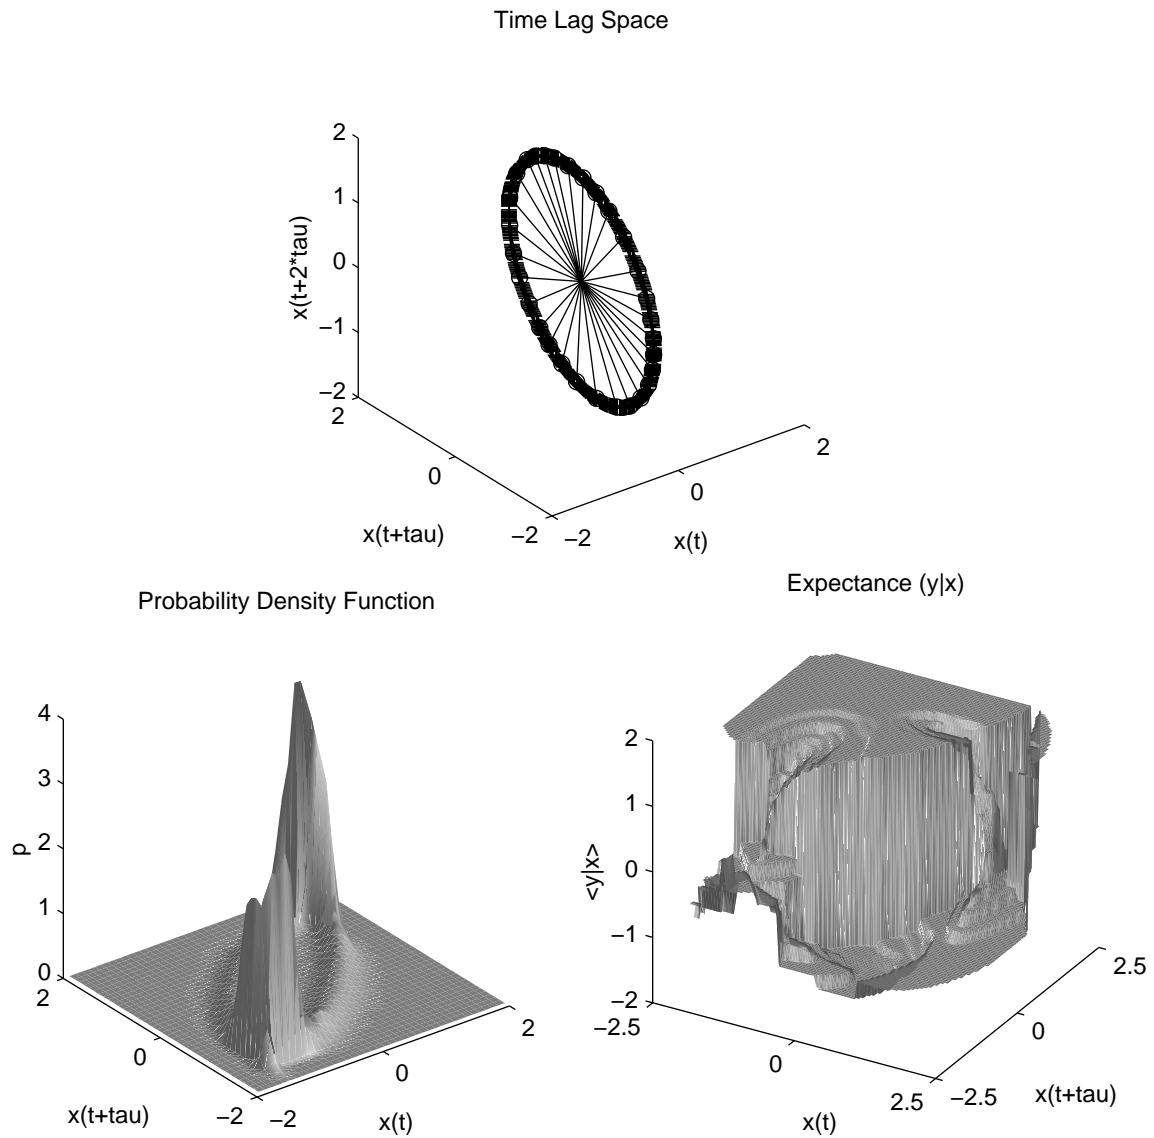 Time Lag Space
2
1
0
−1
−2
x(t+2*tau)
2
0
−2
x(t+tau)
−2
0
2
x(t)
Probability Density Function
4
3
2
1
0
p
2
0
−2
x(t+tau)
−2
0
2
x(t)
Expectance (y|x)
2
1
0
−1
−2
<y|x>
−2.5
0
2.5
x(t)
−2.5
0
2.5
x(t+tau)